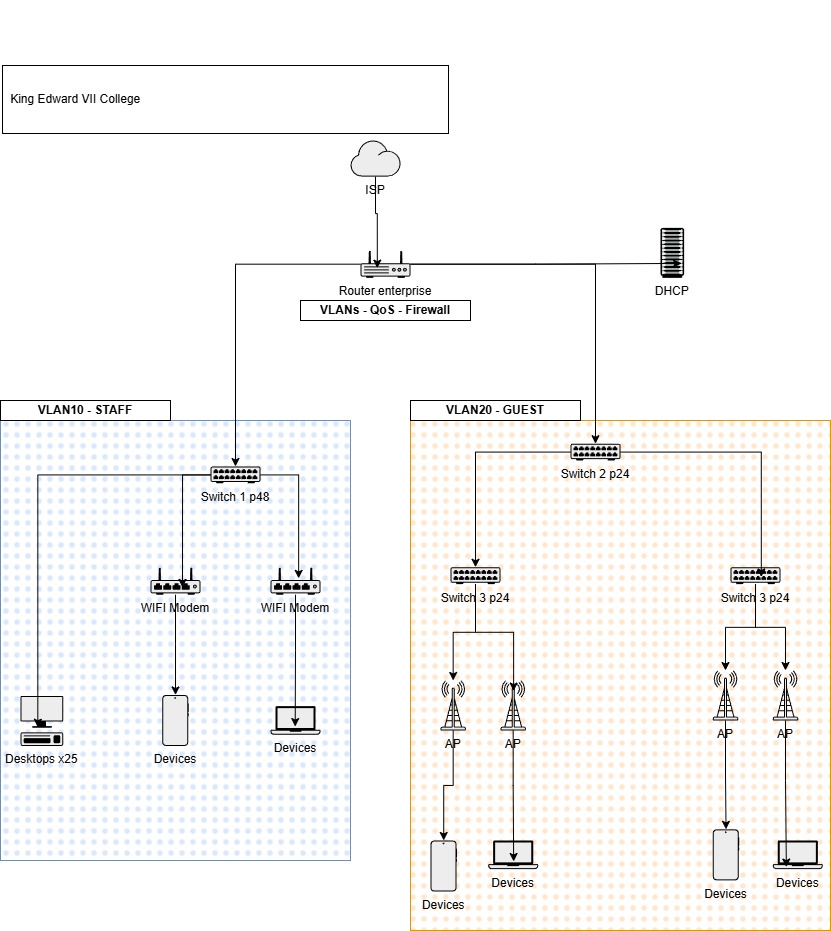 King Edward VII College
ISP
Router enterprise
DHCP
VLANs - QoS - Firewall
VLAN10 - STAFF
VLAN20 - GUEST
Switch 2 p24
Switch 1 p48
Switch 3 p24
Switch 3 p24
WIFI Modem
WIFI Modem
AP
AP
AP
AP
Desktops x25
Devices
Devices
Devices
Devices
Devices
Devices